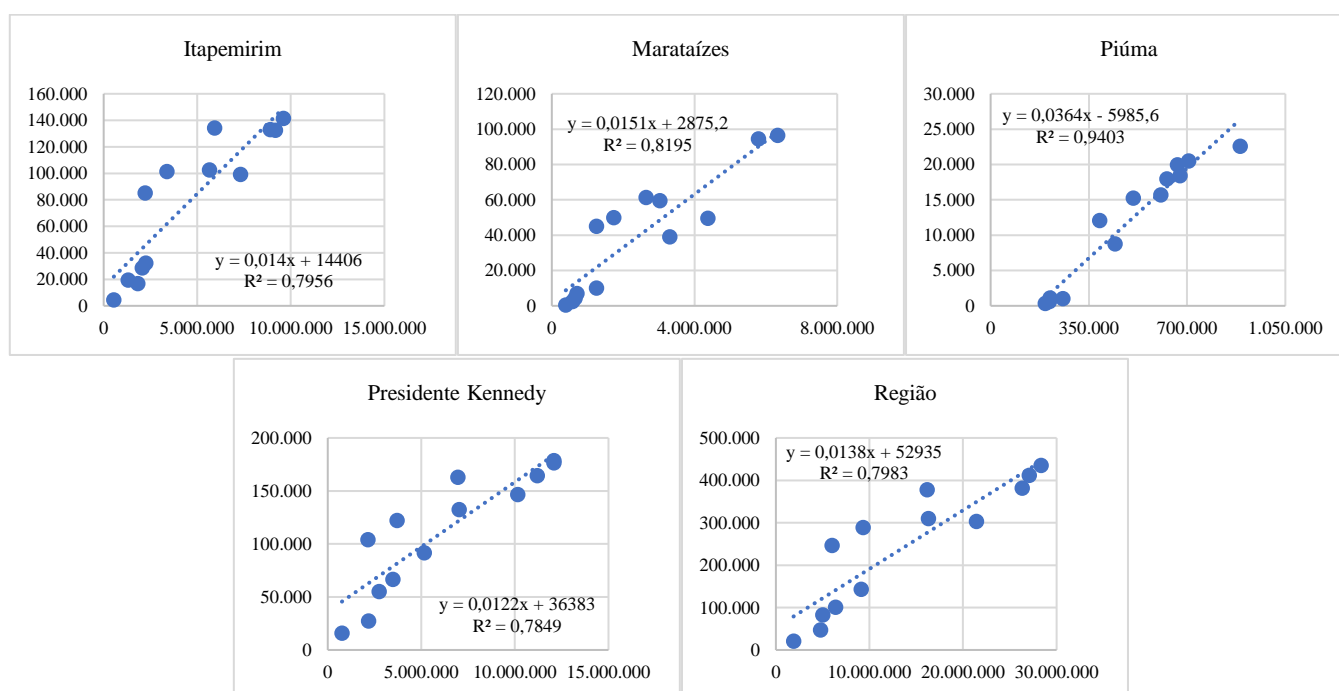 Itapemirim
160.000
140.000
120.000
100.000
80.000
60.000
40.000
20.000
0
y = 0,014x + 14406
R² = 0,7956
0 5.000.000 10.000.000 15.000.000
Marataízes
120.000
100.000
80.000
60.000
40.000
20.000
0
y = 0,0151x + 2875,2
R² = 0,8195
0 4.000.000 8.000.000
Piúma
30.000
25.000
20.000
15.000
10.000
5.000
0
y = 0,0364x - 5985,6
R² = 0,9403
0 350.000 700.000 1.050.000
Presidente Kennedy
200.000
150.000
100.000
50.000
0
y = 0,0122x + 36383
R² = 0,7849
0 5.000.000 10.000.000 15.000.000
Região
500.000
400.000
300.000
200.000
100.000
0
y = 0,0138x + 52935
R² = 0,7983
0 10.000.000 20.000.000 30.000.000